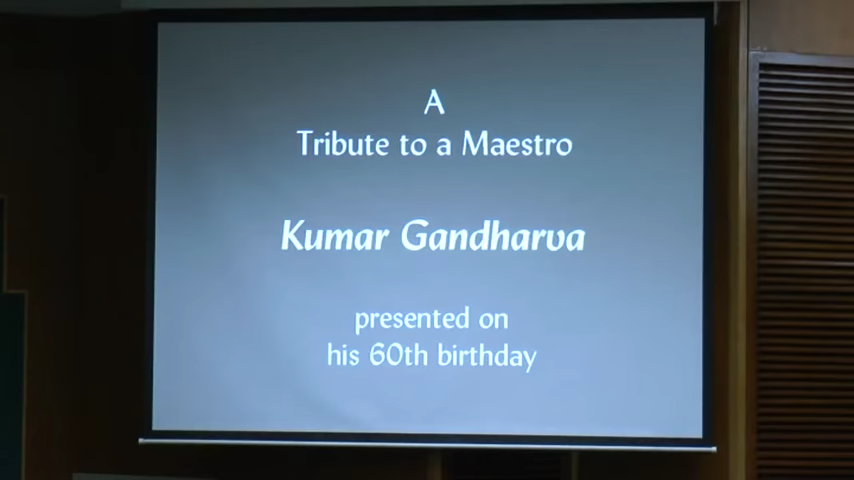 A
Tribute to a Maestro
Kumar Gandharva
presented on
his 60th birthday